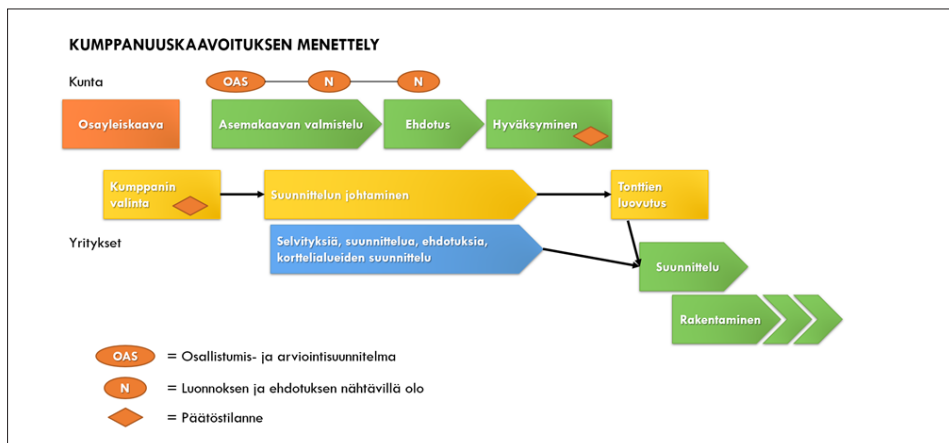 KUMPPANUUSKAAVOITUKSEN MENETTELY
Kunta
OAS
N
N
Osayleiskaava
Asemakaavan valmistelu
Ehdotus
Hyväksyminen
Kumppanin
valinta
Suunnittelun johtaminen
Tonttien
luovutus
Yritykset
Selvityksiä, suunnittelua, ehdotuksia,
korttelialueiden suunnittelu
Suunnittelu
Rakentaminen
OAS = Osallistumis- ja arviointisuunnitelma
N = Luonnoksen ja ehdotuksen nähtävillä olo
= Päätöstilanne